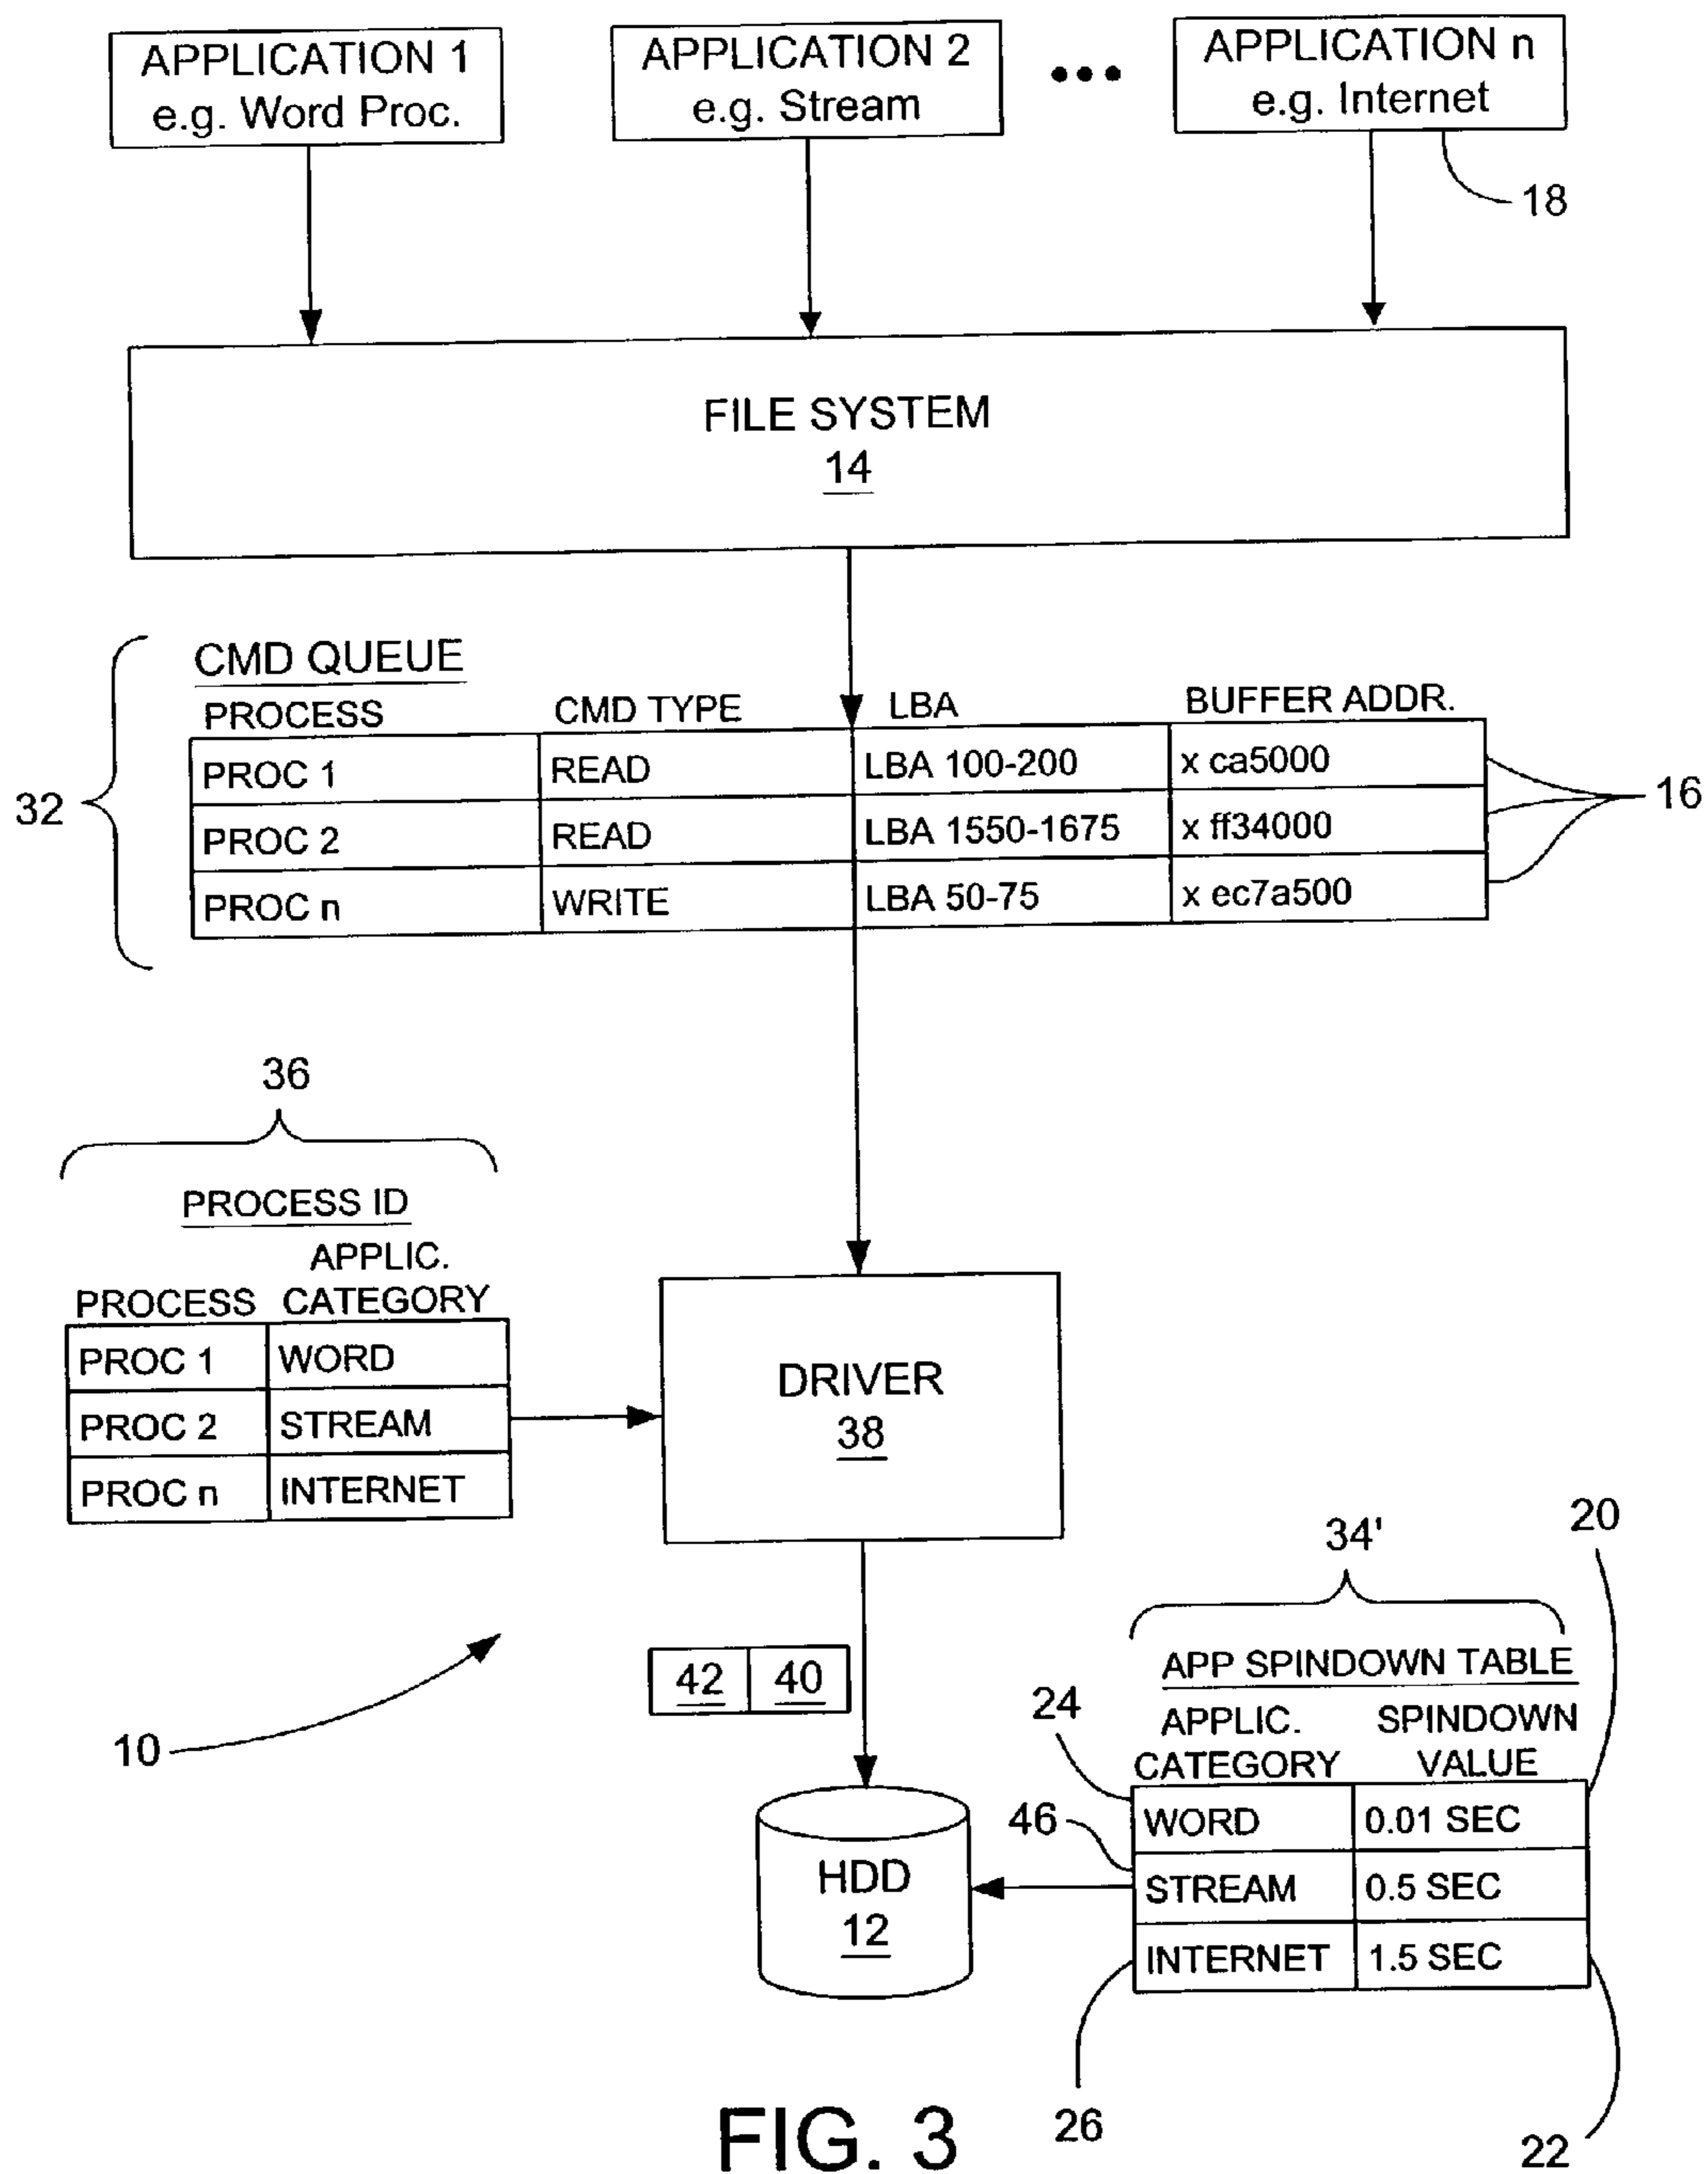 APPLICATION 1
e.g. Word Proc.
APPLICATION 2
e.g. Stream
•••
APPLICATION n
e.g. Internet
18
FILE SYSTEM
14
32
CMD QUEUE
PROCESS CMD TYPE LBA BUFFER ADDR.
PROC 1 READ LBA 100-200 x ca5000
PROC 2 READ LBA 1550-1675 x ff34000
PROC n WRITE LBA 50-75 x ec7a500
16
36
PROCESS ID
APPLIC.
PROCESS CATEGORY
PROC 1 WORD
PROC 2 STREAM
PROC n INTERNET
DRIVER
38
10
42 40
HDD
12
34'
20
APP SPINDOWN TABLE
24
APPLIC. SPINDOWN
CATEGORY VALUE
46
WORD 0.01 SEC
STREAM 0.5 SEC
INTERNET 1.5 SEC
26
22
FIG. 3